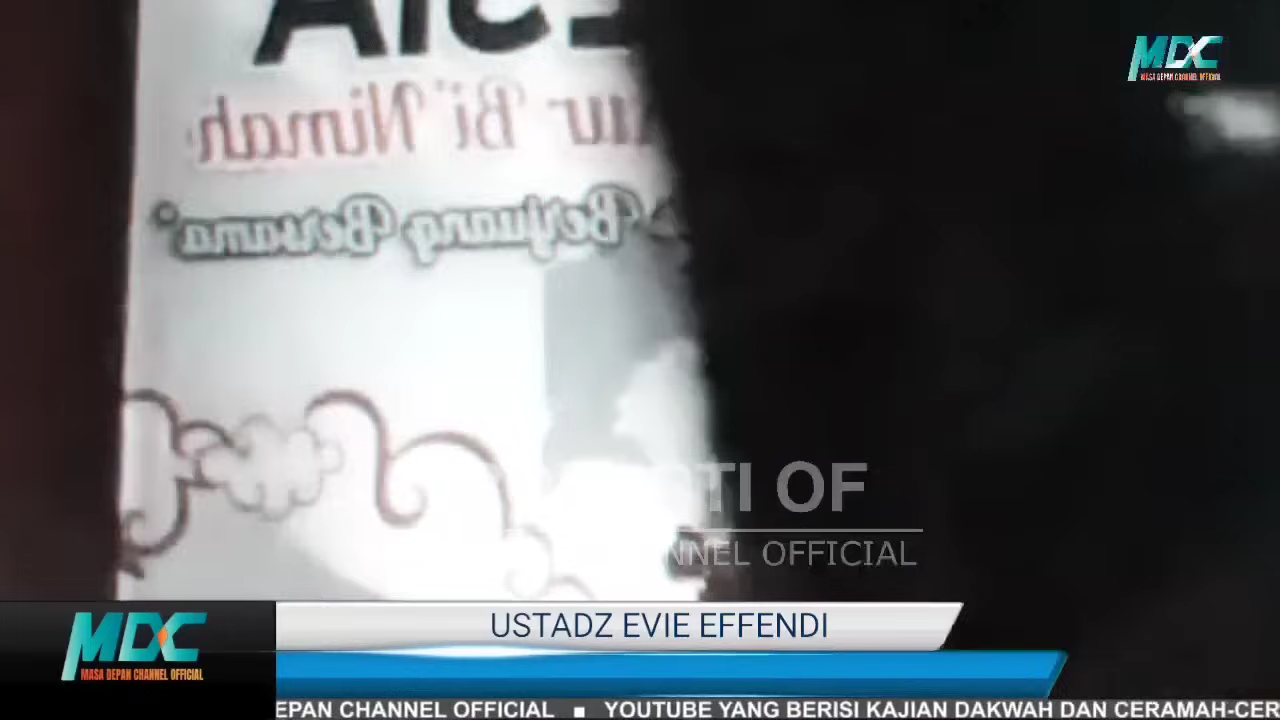 MDC
MASA DEPAN CHANNEL OFFICIAL
Bi Nimah
Berjuang Bersama"
TI OF
NNEL OFFICIAL
USTADZ EVIE EFFENDI
MDC
MASA DEPAN CHANNEL OFFICIAL
EPAN CHANNEL OFFICIAL ■ YOUTUBE YANG BERISI KAJIAN DAKWAH DAN CERAMAH-CER